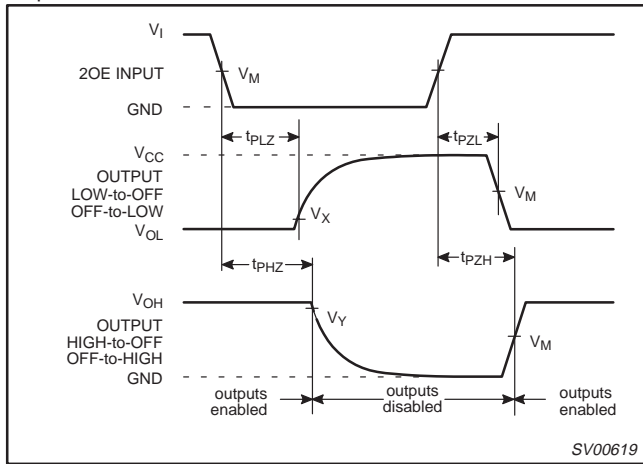 V_I
2OE INPUT
V_M
GND
t_PLZ
t_PZL
V_CC
OUTPUT
LOW-to-OFF
OFF-to-LOW
V_OL
V_X
V_M
t_PHZ
t_PZH
V_OH
OUTPUT
HIGH-to-OFF
OFF-to-HIGH
GND
V_Y
V_M
outputs enabled
outputs disabled
outputs enabled
SV00619